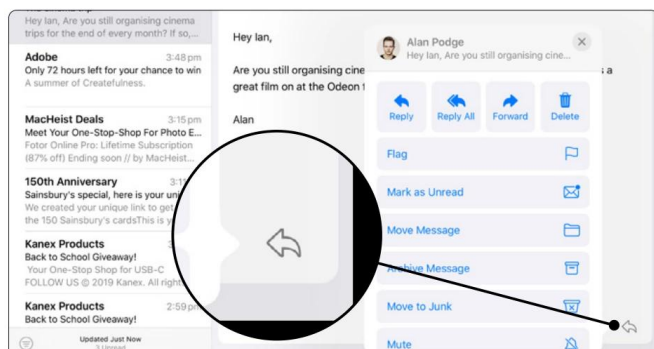 Hey Ian, Are you still organising cinema
trips for the end of every month? If so,...
Adobe 3:48 pm
Only 72 hours left for your chance to win
A summer of Createfulness.
MacHeist Deals 3:15 pm
Meet Your One-Stop-Shop For Photo E...
Fotor Online Pro: Lifetime Subscription
(87% off) Ending soon // by MacHeist...
150th Anniversary
Sainsbury's special, here is your
We created your unique link to get
the 150 Sainsbury's cardsThis is
Kanex Products
Back to School Giveaway!
Your One-Stop Shop for USB-C
FOLLOW US © 2019 Kanex. All
Kanex Products 2:59 pm
Back to School Giveaway!
Updated Just Now
3 Unread
Hey Ian,
Are you still organising
great film on at the Odeon
Alan
a
Alan Podge
Hey Ian, Are you still organising cine...
Reply Reply All Forward Delete
Flag
Mark as Unread
Move Message
Archive Message
Move to Junk
Mute